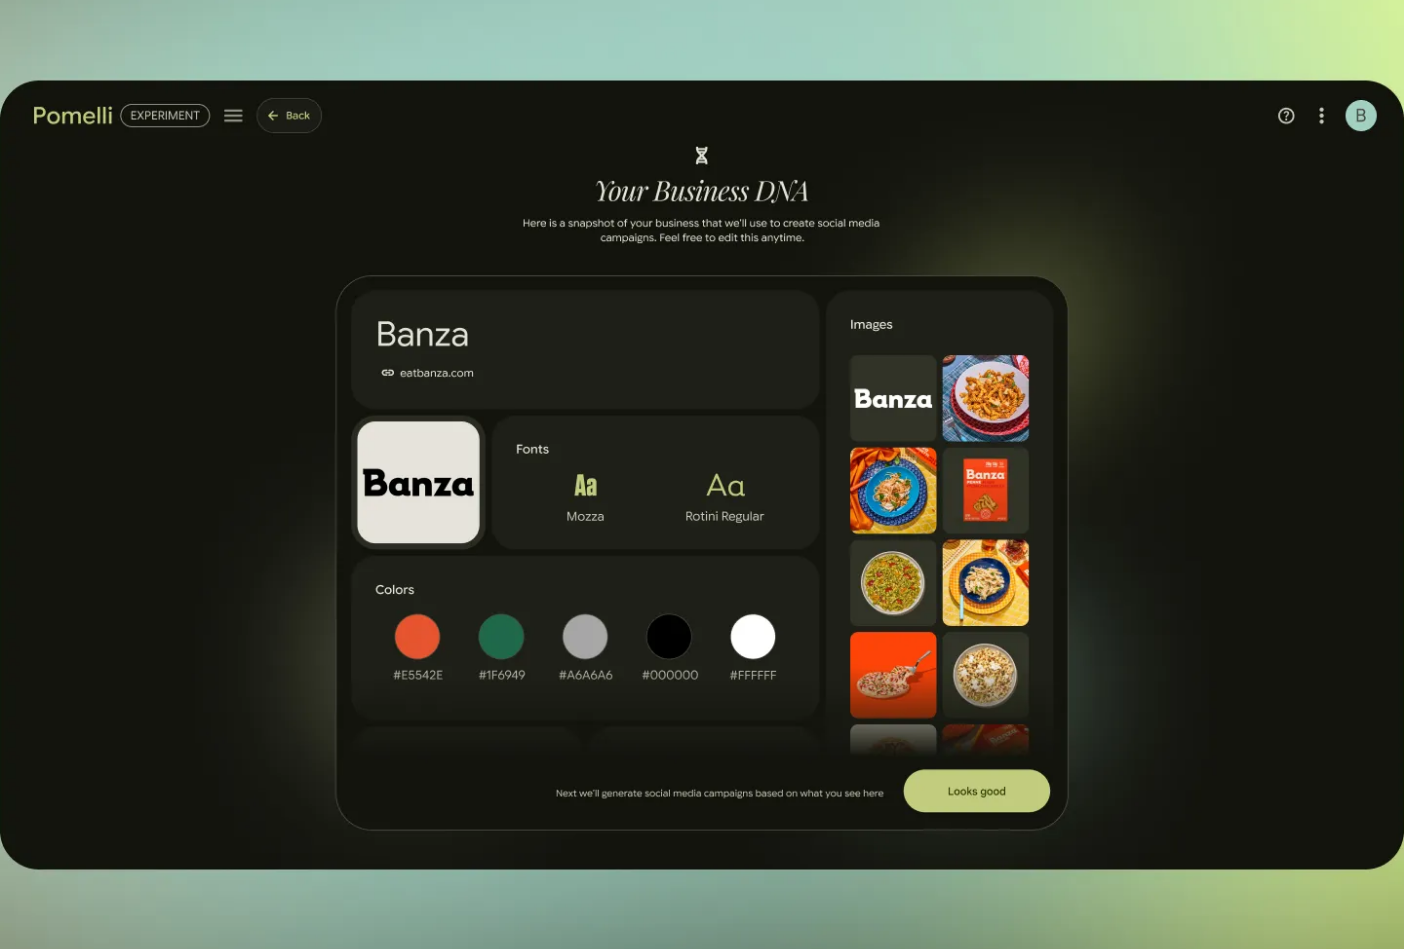 Pomelli EXPERIMENT Back B
Your Business DNA
Here is a snapshot of your business that we'll use to create social media
campaigns. Feel free to edit this anytime.
Banza
eatbanza.com
Banza
Fonts
Aa Aa
Mozza Rotini Regular
Colors
#E5542E #1F6949 #A6A6A6 #000000 #FFFFFF
Images
Banza
Banza
Next we'll generate social media campaigns based on what you see here
Looks good